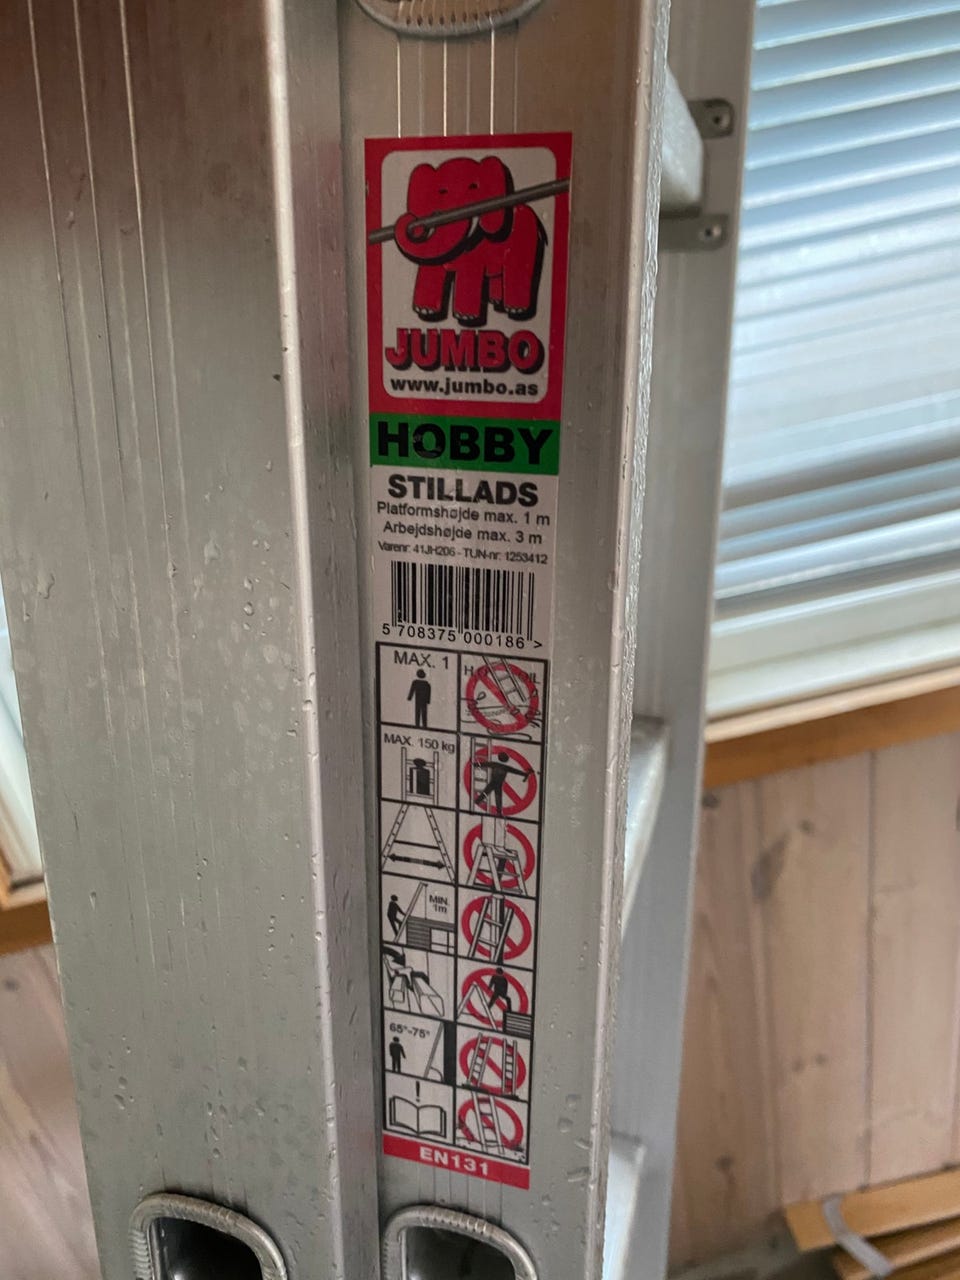 JUMBO
www.jumbo.as
HOBBY
STILLADS
Platformshøjde max. 1 m
Arbejdshøjde max. 3 m
Varenr: 41JH206 - TUN-nr: 1253412
5 708375 000186 >
MAX. 1
MAX. 150 kg
MIN.
1m
65°-75°
!
EN131